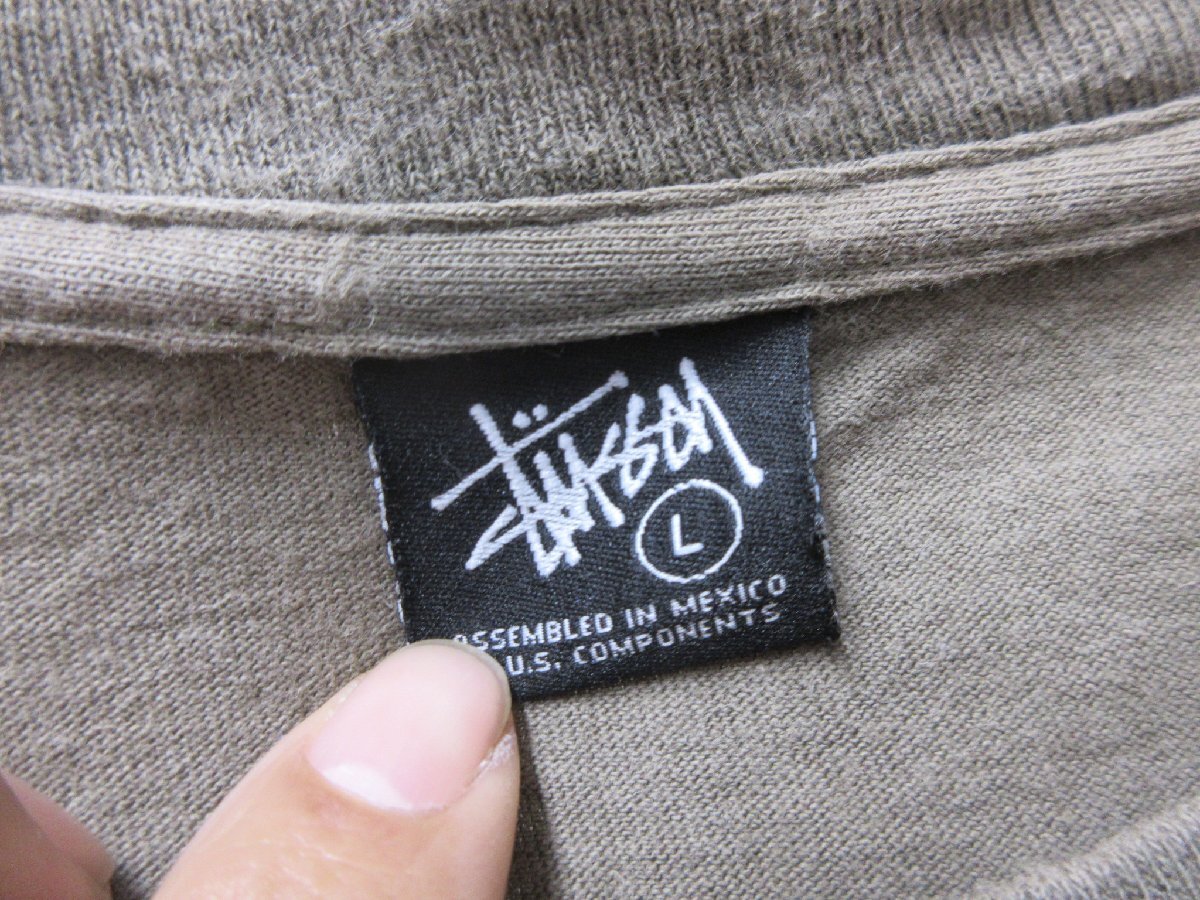 Stüssy
L
ASSEMBLED IN MEXICO
U.S. COMPONENTS